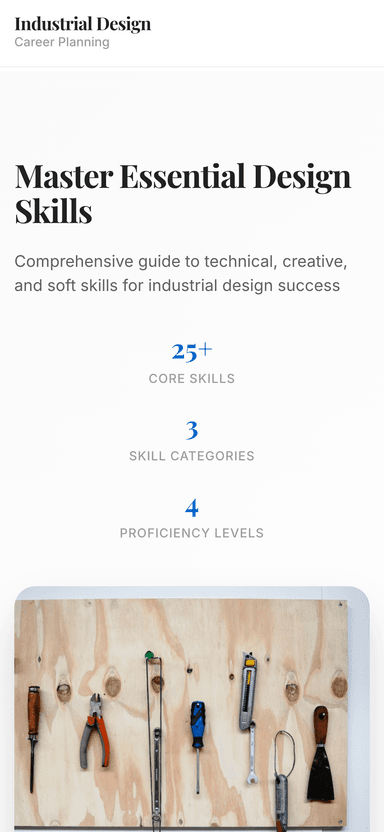 Industrial Design
Career Planning
Master Essential Design
Skills
Comprehensive guide to technical, creative,
and soft skills for industrial design success
25+
CORE SKILLS
3
SKILL CATEGORIES
4
PROFICIENCY LEVELS